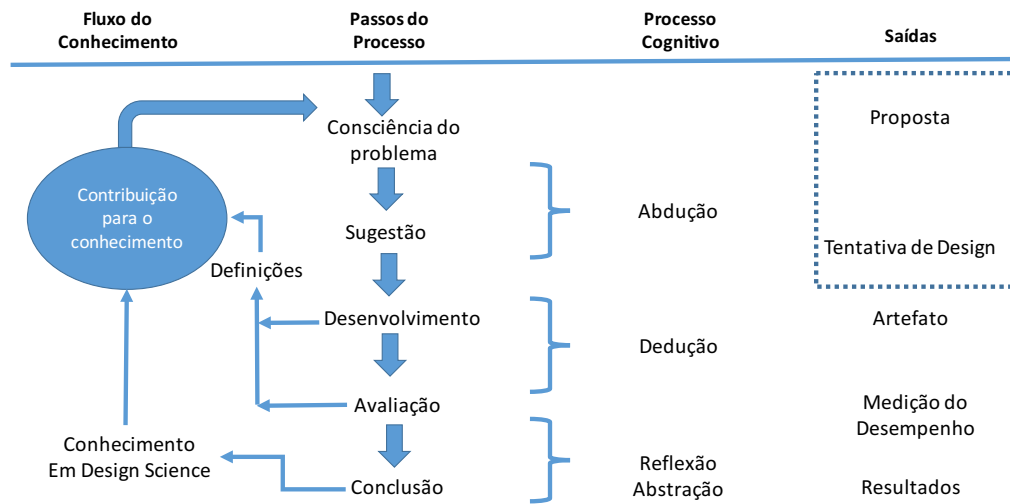 Fluxo do
Conhecimento
Passos do
Processo
Processo
Cognitivo
Saídas
Consciência do
problema
Proposta
Contribuição
para o
conhecimento
Sugestão
Abdução
Tentativa de Design
Definições
Desenvolvimento
Dedução
Artefato
Avaliação
Medição do
Desempenho
Conhecimento
Em Design Science
Conclusão
Reflexão
Abstração
Resultados